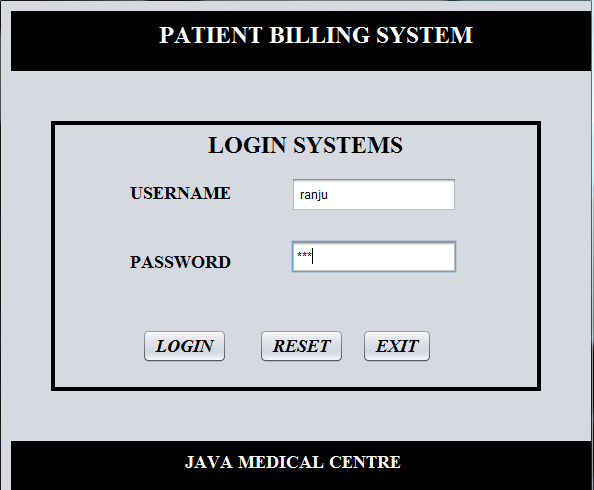 PATIENT BILLING SYSTEM
LOGIN SYSTEMS
USERNAME ranju
PASSWORD ***
LOGIN RESET EXIT
JAVA MEDICAL CENTRE